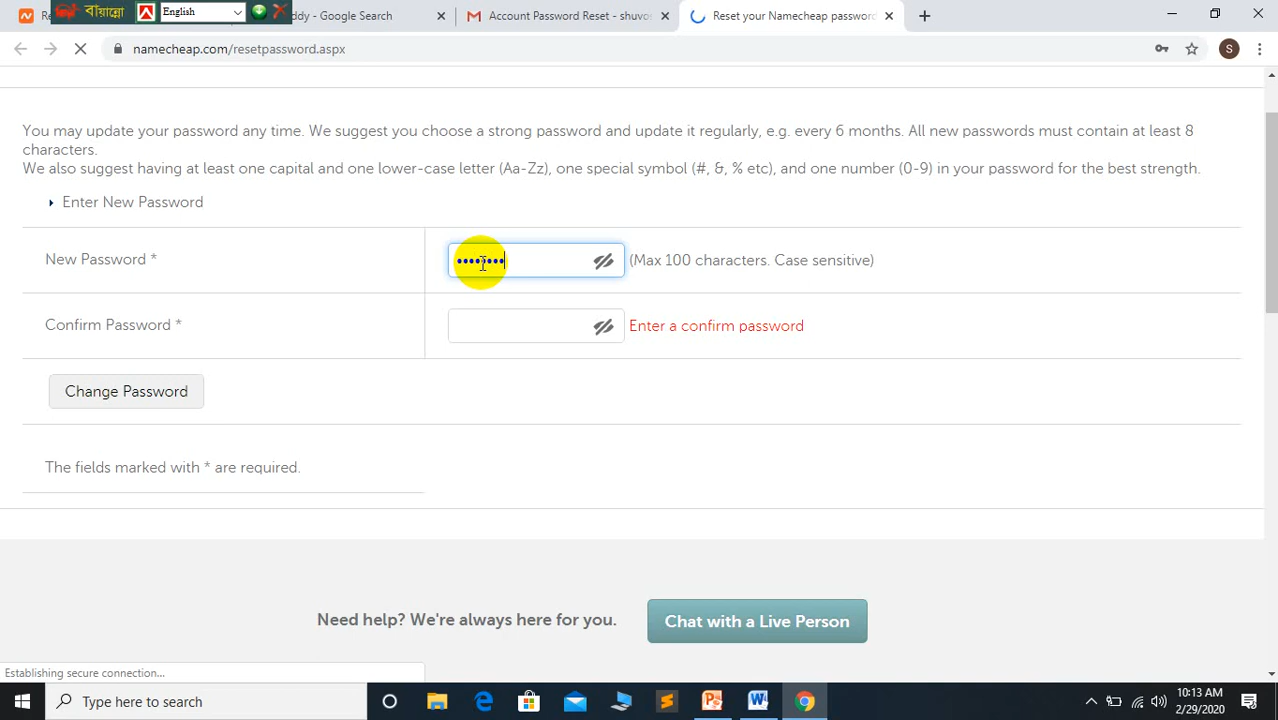 Re
বায়ান্নো
English
ddy - Google Search
Account Password Reset - shuvo
Reset your Namecheap password
namecheap.com/resetpassword.aspx
S
You may update your password any time. We suggest you choose a strong password and update it regularly, e.g. every 6 months. All new passwords must contain at least 8
characters.
We also suggest having at least one capital and one lower-case letter (Aa-Zz), one special symbol (#, &, % etc), and one number (0-9) in your password for the best strength.
Enter New Password
New Password *
(Max 100 characters. Case sensitive)
Confirm Password *
Enter a confirm password
Change Password
The fields marked with * are required.
Need help? We're always here for you.
Chat with a Live Person
Establishing secure connection...
Type here to search
10:13 AM
2/29/2020